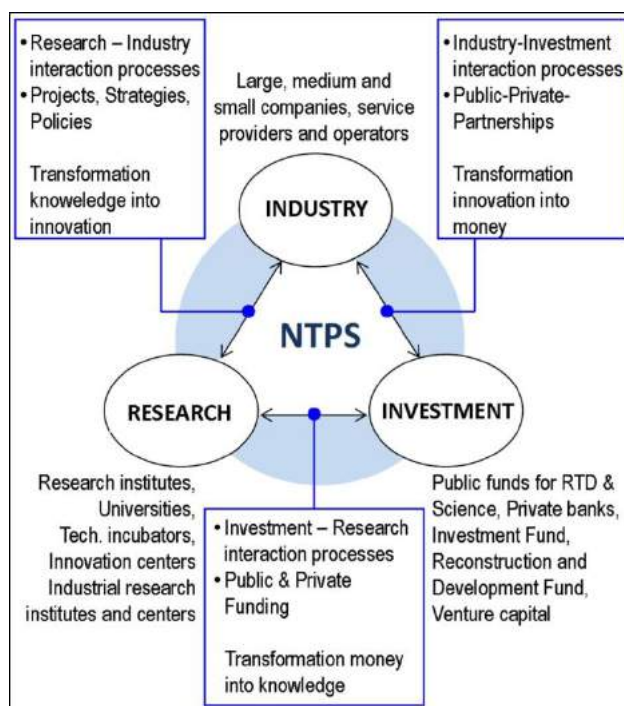 • Research – Industry
interaction processes
• Projects, Strategies,
Policies
Transformation
knoweledge into
innovation
Large, medium and
small companies, service
providers and operators
• Industry-Investment
interaction processes
• Public-Private-
Partnerships
Transformation
innovation into
money
INDUSTRY
NTPS
RESEARCH
INVESTMENT
Research institutes,
Universities,
Tech. incubators,
Innovation centers
Industrial research
institutes and centers
• Investment – Research
interaction processes
• Public & Private
Funding
Transformation money
into knowledge
Public funds for RTD &
Science, Private banks,
Investment Fund,
Reconstruction and
Development Fund,
Venture capital